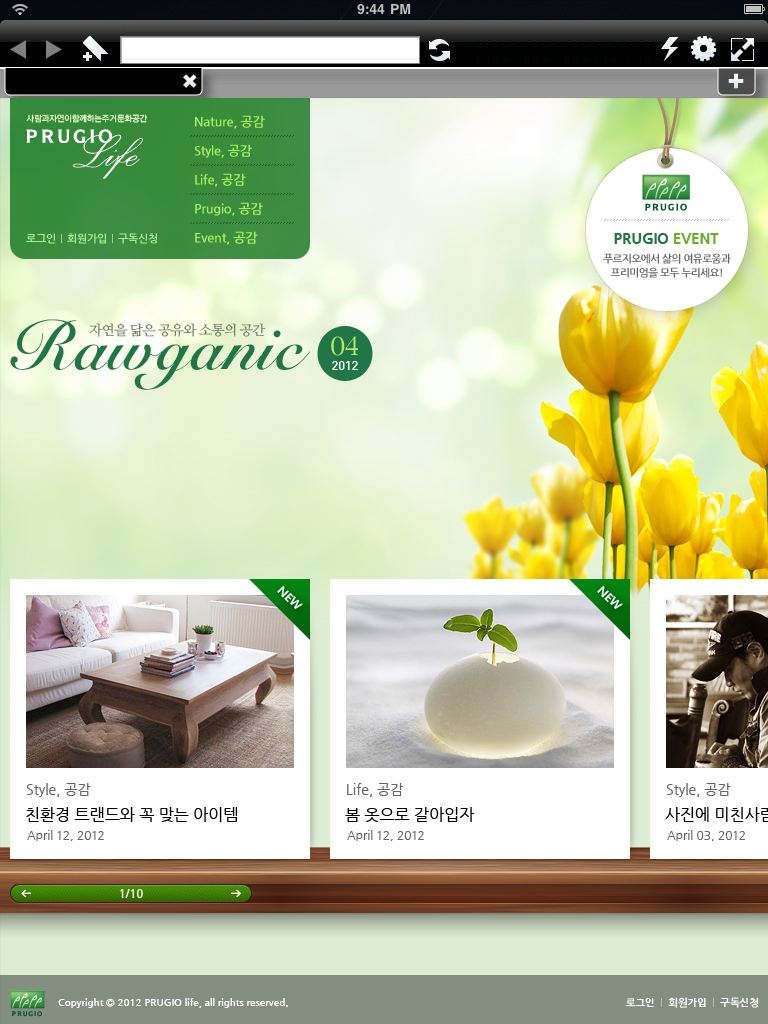 9:44 PM
사람과자연이함께하는주거문화공간
PRUGIO
Life
로그인 | 회원가입 | 구독신청
Nature, 공감
Style, 공감
Life, 공감
Prugio, 공감
Event, 공감
PRUGIO
PRUGIO EVENT
푸르지오에서 삶의 여유로움과
프리미엄을 모두 누리세요!
자연을 닮은 공유와 소통의 공간
Rawganic
04
2012
NEW
Style, 공감
친환경 트랜드와 꼭 맞는 아이템
April 12, 2012
NEW
Life, 공감
봄 옷으로 갈아입자
April 12, 2012
Style, 공감
사진에 미친사람
April 03, 2012
1/10
PRUGIO
Copyright © 2012 PRUGIO life, all rights reserved.
로그인 | 회원가입 | 구독신청